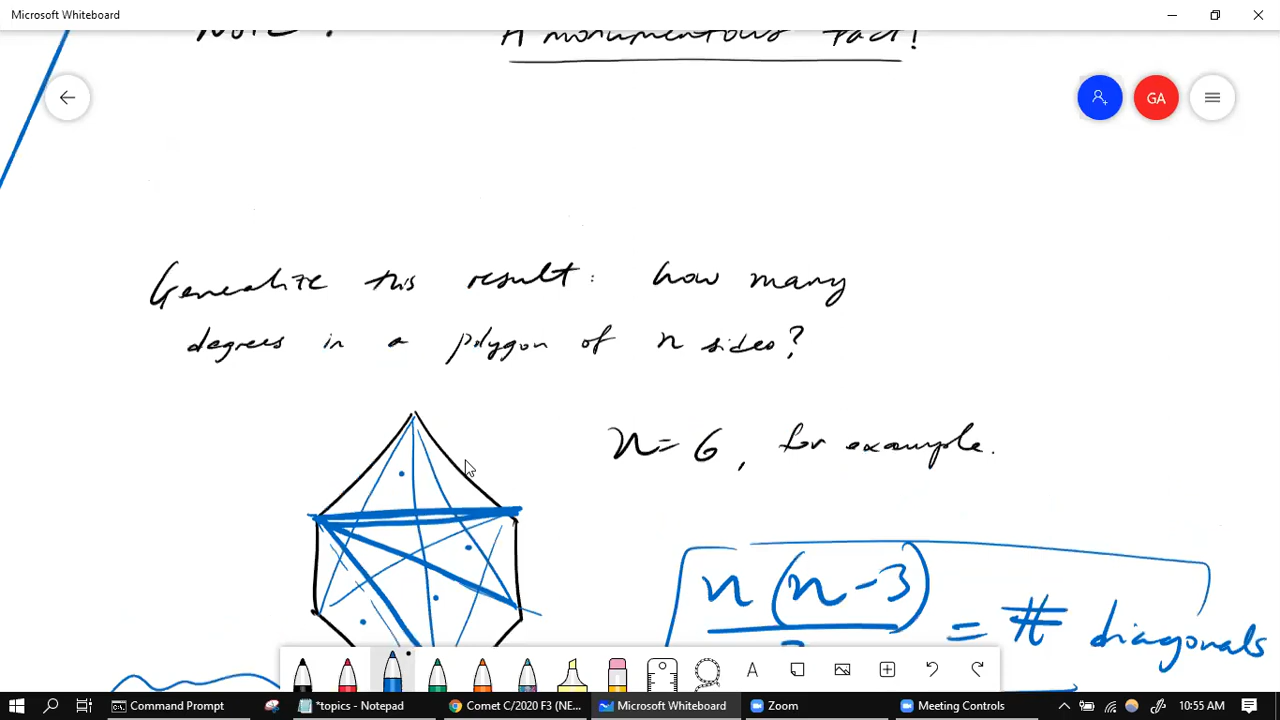 Microsoft Whiteboard
Note :
A monumentous fact!
GA
Generalize this result: how many
degrees in a polygon of n sides?
n=6, for example.
n(n-3)
= # diagonals
A
Command Prompt
*topics - Notepad
Comet C/2020 F3 (NE...
Microsoft Whiteboard
Zoom
Meeting Controls
10:55 AM